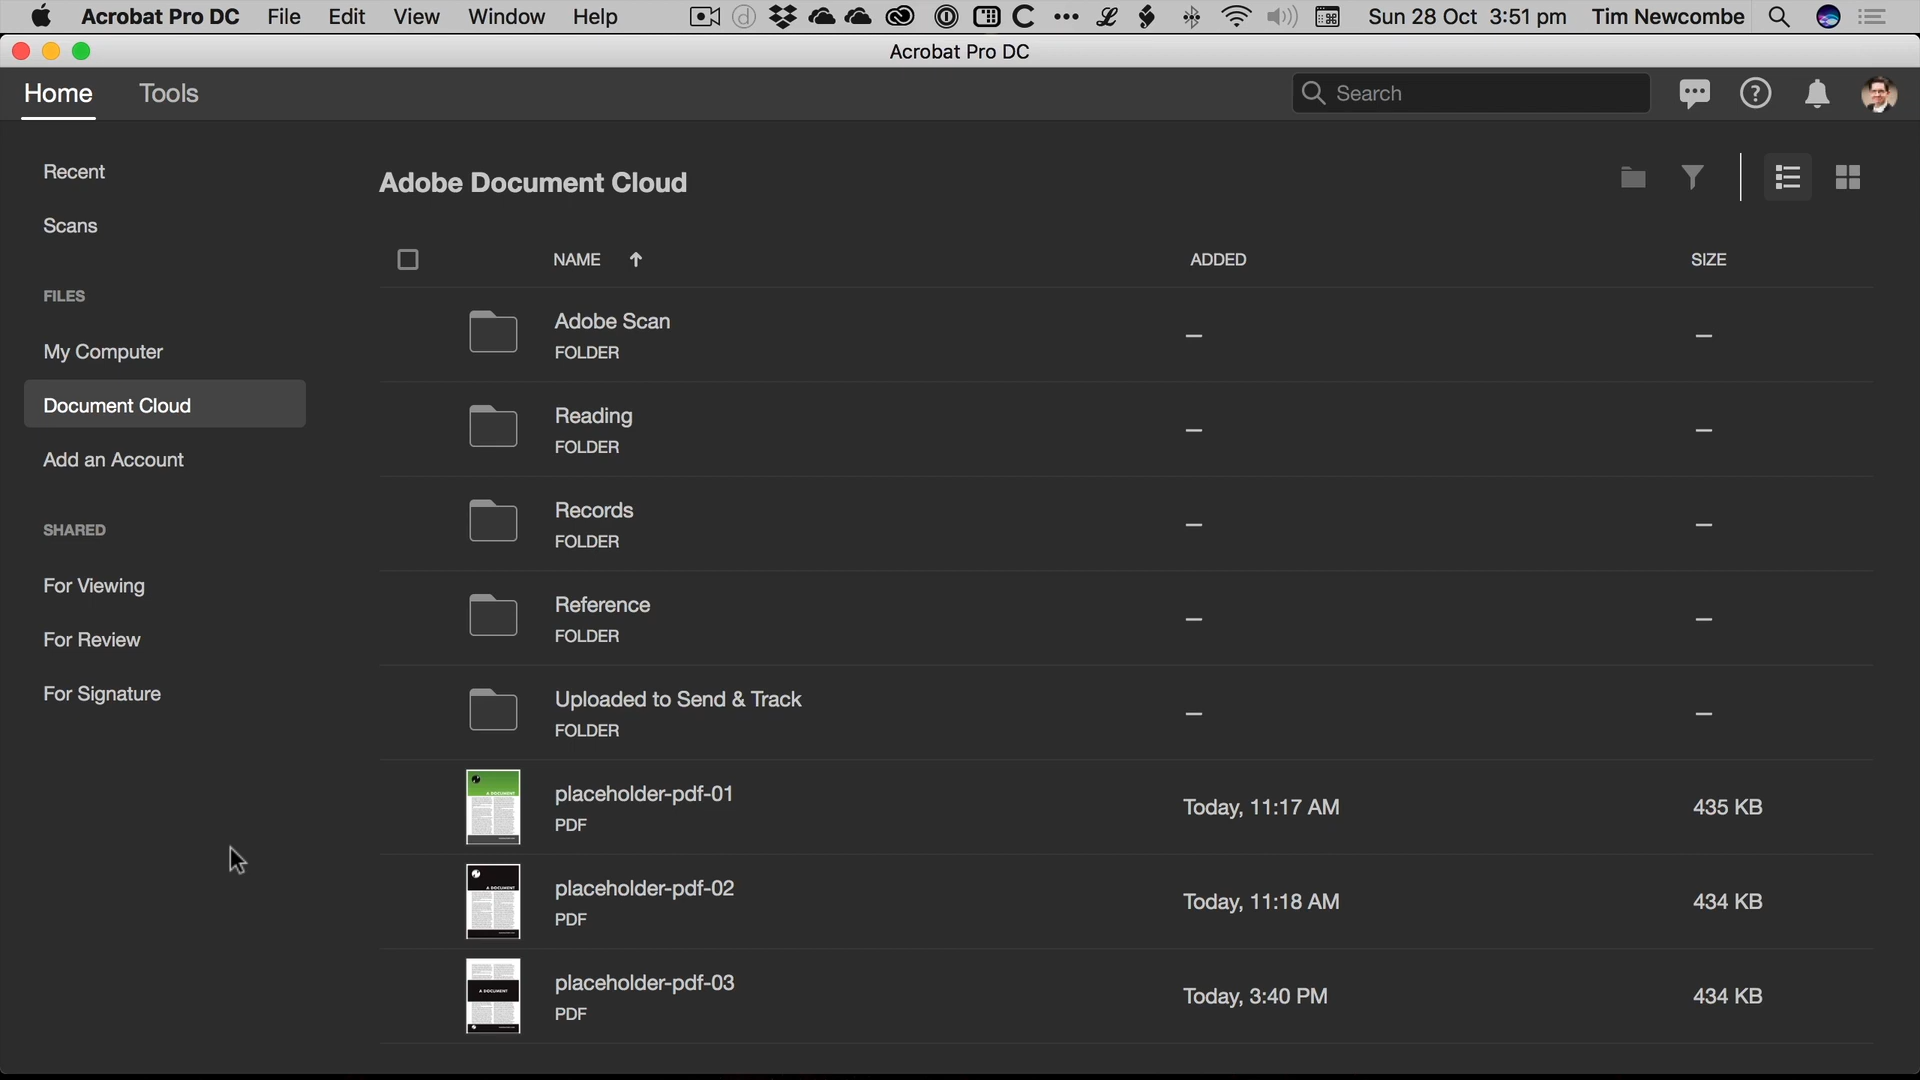 Acrobat Pro DC File Edit View Window Help Sun 28 Oct 3:51 pm Tim Newcombe
Acrobat Pro DC
Home Tools Search
Recent
Scans
FILES
My Computer
Document Cloud
Add an Account
SHARED
For Viewing
For Review
For Signature
Adobe Document Cloud
NAME ADDED SIZE
Adobe Scan
FOLDER
Reading
FOLDER
Records
FOLDER
Reference
FOLDER
Uploaded to Send & Track
FOLDER
placeholder-pdf-01
PDF
Today, 11:17 AM 435 KB
placeholder-pdf-02
PDF
Today, 11:18 AM 434 KB
placeholder-pdf-03
PDF
Today, 3:40 PM 434 KB
A DOCUMENT
A DOCUMENT
A DOCUMENT